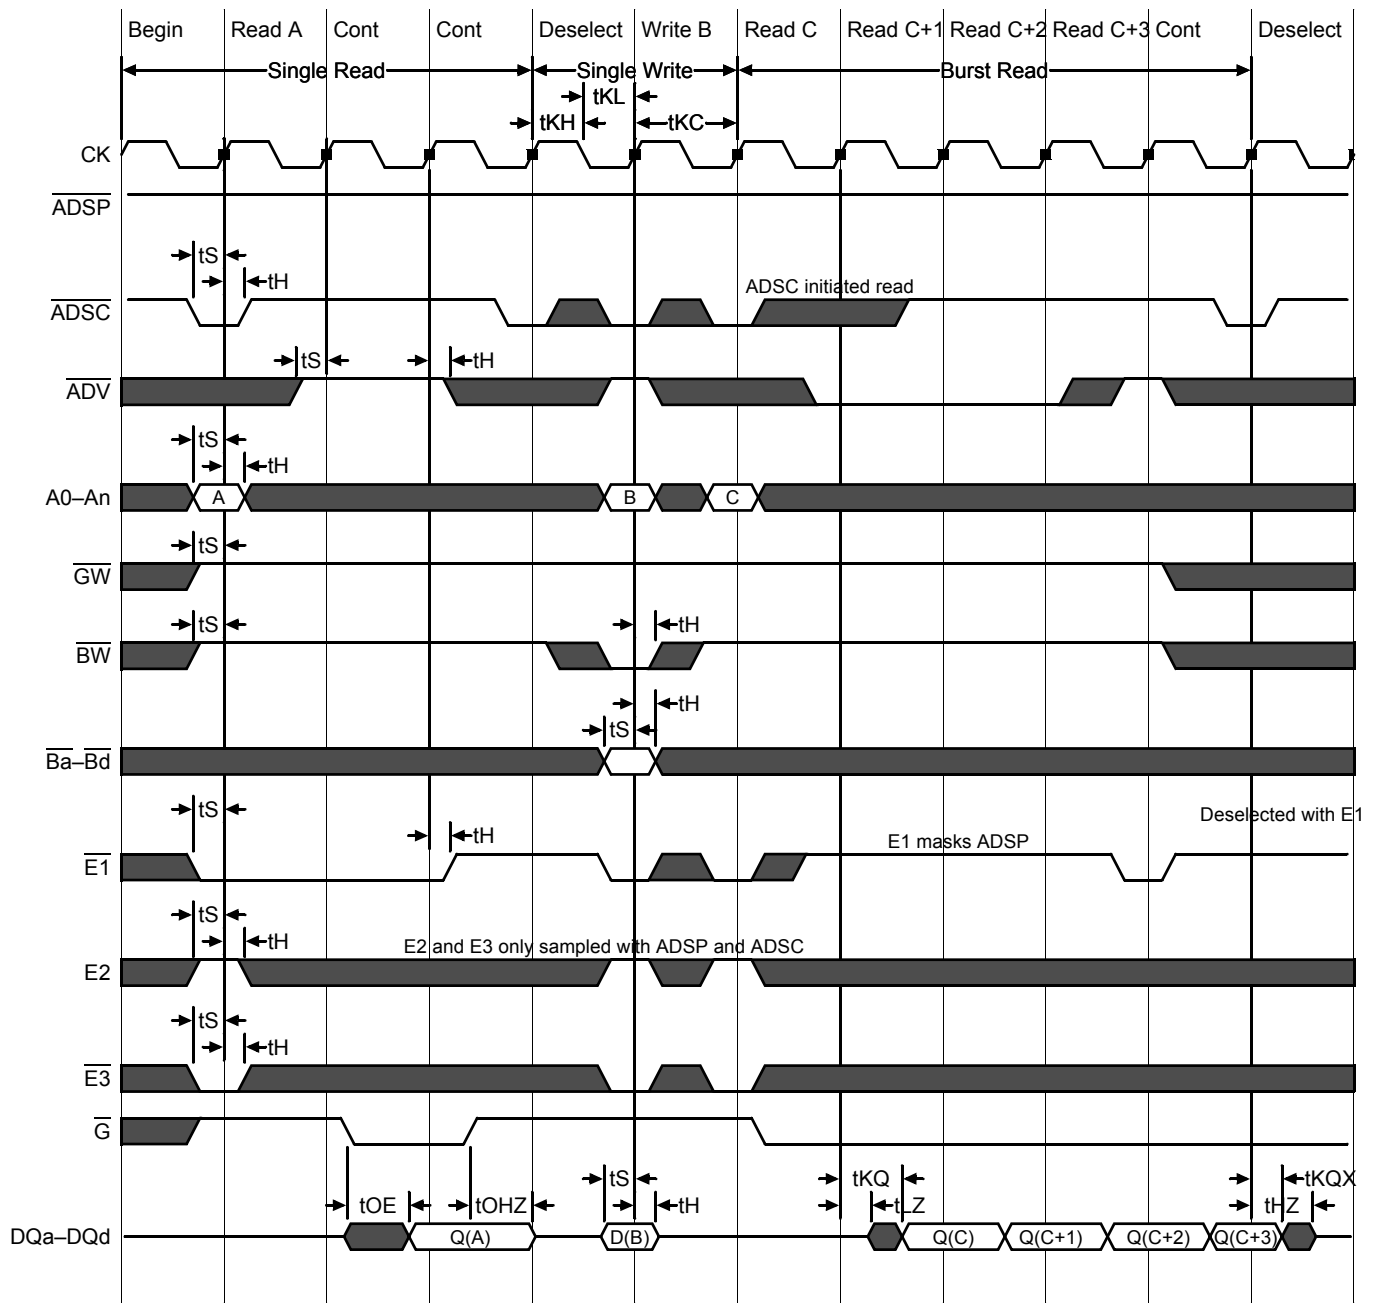 Begin Read A Cont Cont Deselect Write B Read C Read C+1 Read C+2 Read C+3 Cont Deselect
Single Read Single Write Burst Read
tKL
tKH tKC
CK
ADSP
tS
tH
ADSC initiated read
ADSC
tS tH
ADV
tS
tH
A0–An A B C
tS
GW
tS tH
BW
tH
tS
Ba–Bd
tS
Deselected with E1
tH
E1 masks ADSP
E1
tS
tH
E2 and E3 only sampled with ADSP and ADSC
E2
tS
tH
E3
G
tS tKQ tKQX
tOE tOHZ tH tLZ tHZ
DQa–DQd Q(A) D(B) Q(C) Q(C+1) Q(C+2) Q(C+3)